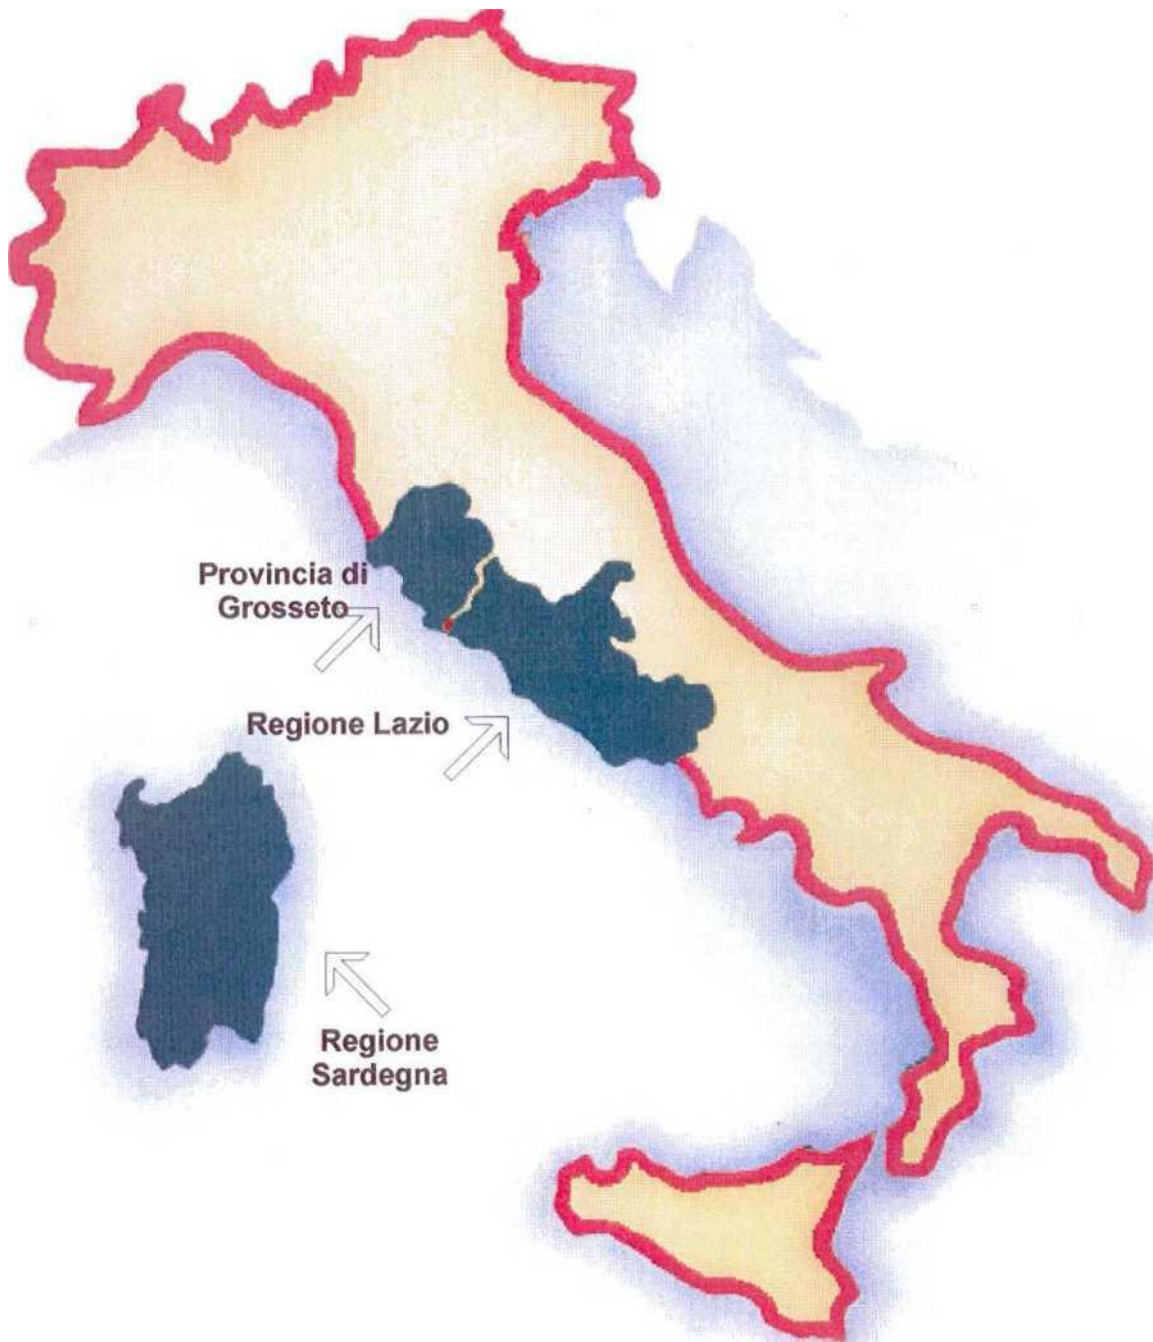 Provincia di
Grosseto
Regione Lazio
Regione
Sardegna